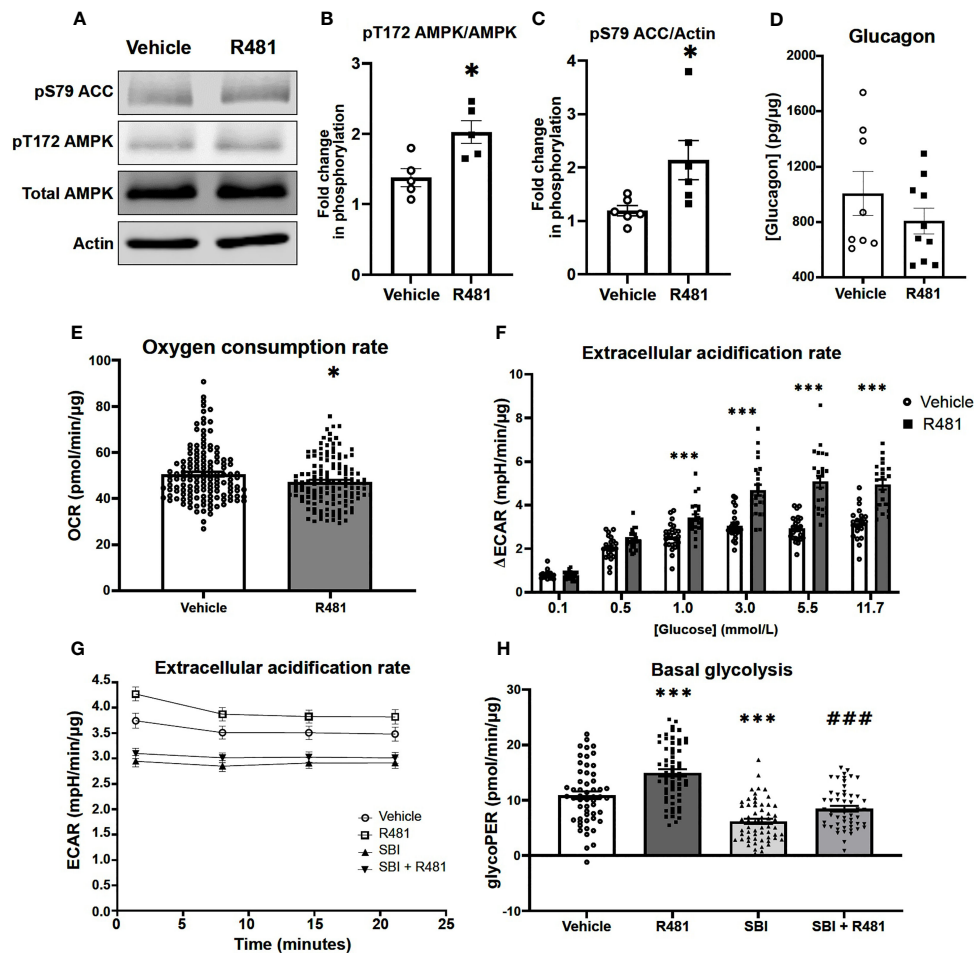 A
Vehicle R481
pS79 ACC
pT172 AMPK
Total AMPK
Actin
B
pT172 AMPK/AMPK
Fold change
in phosphorylation
3
2
1
0
*
Vehicle R481
C
pS79 ACC/Actin
Fold change
in phosphorylation
4
2
1
0
*
Vehicle R481
D
Glucagon
[Glucagon] (pg/µg)
2000
1600
1200
800
400
Vehicle R481
E
Oxygen consumption rate
OCR (pmol/min/µg)
100
80
60
40
20
0
*
Vehicle R481
F
Extracellular acidification rate
ΔECAR (mpH/min/µg)
10
8
6
4
2
0
*** *** *** ***
Vehicle
R481
0.1 0.5 1.0 3.0 5.5 11.7
[Glucose] (mmol/L)
G
Extracellular acidification rate
ECAR (mpH/min/µg)
4.5
4.0
3.5
3.0
2.5
2.0
1.5
1.0
0.5
0.0
Vehicle
R481
SBI
SBI + R481
0 5 10 15 20 25
Time (minutes)
H
Basal glycolysis
glycoPER (pmol/min/µg)
30
20
10
0
-10
*** *** ###
Vehicle R481 SBI SBI + R481